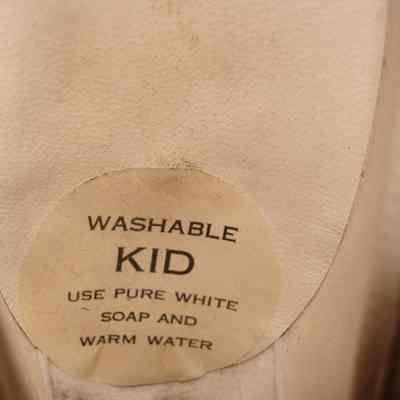 WASHABLE
KID
USE PURE WHITE
SOAP AND
WARM WATER